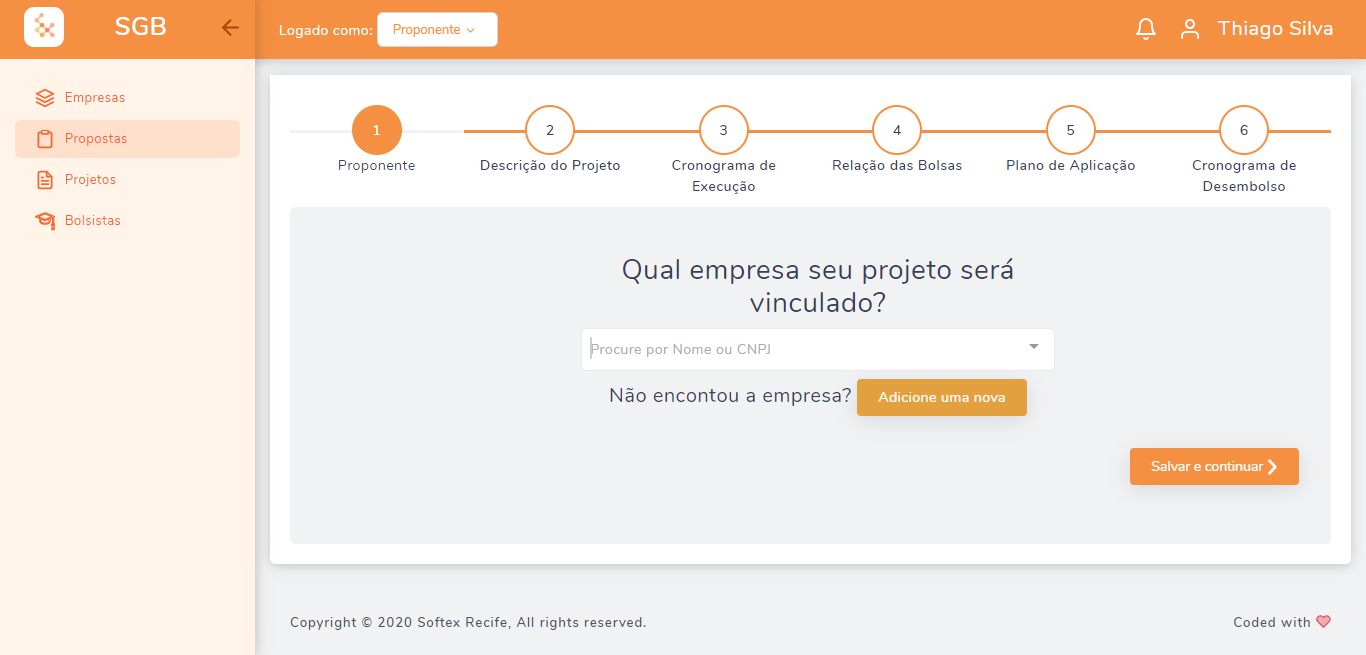 SGB
Logado como: Proponente
Thiago Silva
Empresas
Propostas
Projetos
Bolsistas
1
Proponente
2
Descrição do Projeto
3
Cronograma de
Execução
4
Relação das Bolsas
5
Plano de Aplicação
6
Cronograma de
Desembolso
Qual empresa seu projeto será
vinculado?
Procure por Nome ou CNPJ
Não encontou a empresa? Adicione uma nova
Salvar e continuar
Copyright © 2020 Softex Recife, All rights reserved.
Coded with